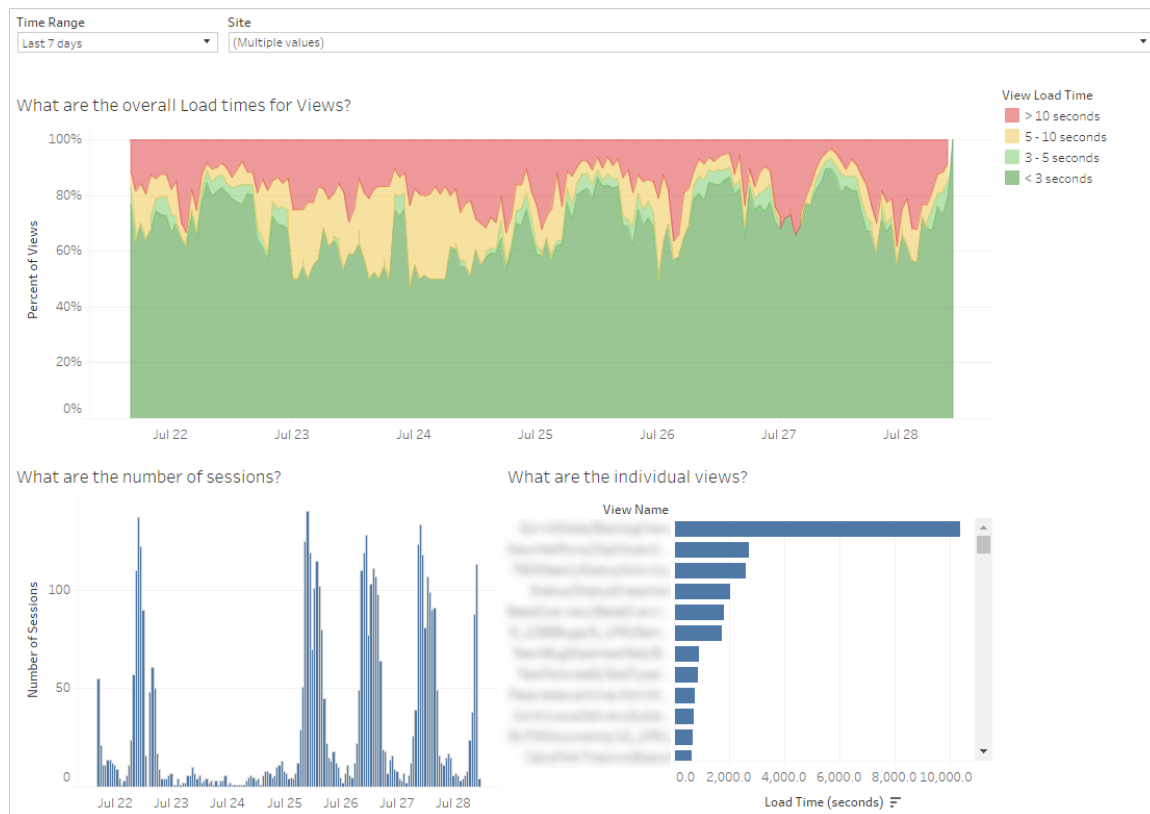 Time Range
Site
Last 7 days
(Multiple values)
What are the overall Load times for Views?
View Load Time
> 10 seconds
5 - 10 seconds
3 - 5 seconds
< 3 seconds
100%
80%
60%
40%
20%
0%
Percent of Views
Jul 22
Jul 23
Jul 24
Jul 25
Jul 26
Jul 27
Jul 28
What are the number of sessions?
100
50
0
Number of Sessions
Jul 22
Jul 23
Jul 24
Jul 25
Jul 26
Jul 27
Jul 28
What are the individual views?
View Name
0.0
2,000.0
4,000.0
6,000.0
8,000.0
10,000.0
Load Time (seconds)